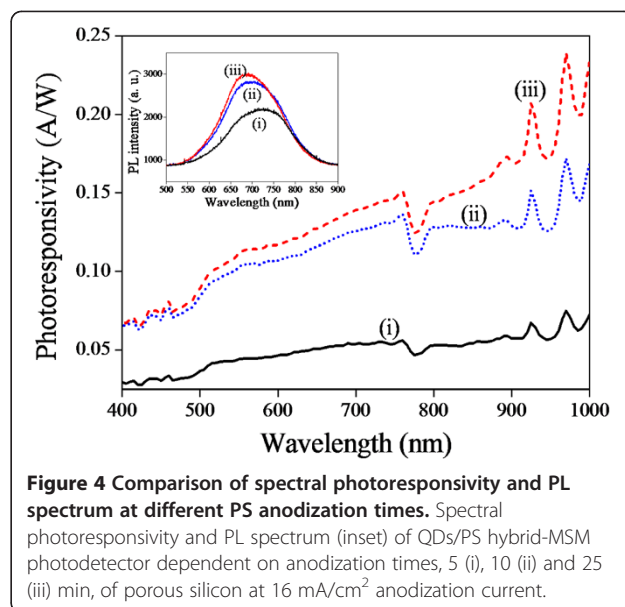 0.25
0.20
0.15
0.10
0.05
Photoresponsivity (A/W)
3000
2000
1000
PL intensity (a. u.)
(iii)
(ii)
(i)
500 550 600 650 700 750 800 850 900
Wavelength (nm)
(iii)
(ii)
(i)
400 500 600 700 800 900 1000
Wavelength (nm)
Figure 4 Comparison of spectral photoresponsivity and PL
spectrum at different PS anodization times. Spectral
photoresponsivity and PL spectrum (inset) of QDs/PS hybrid-MSM
photodetector dependent on anodization times, 5 (i), 10 (ii) and 25
(iii) min, of porous silicon at 16 mA/cm² anodization current.